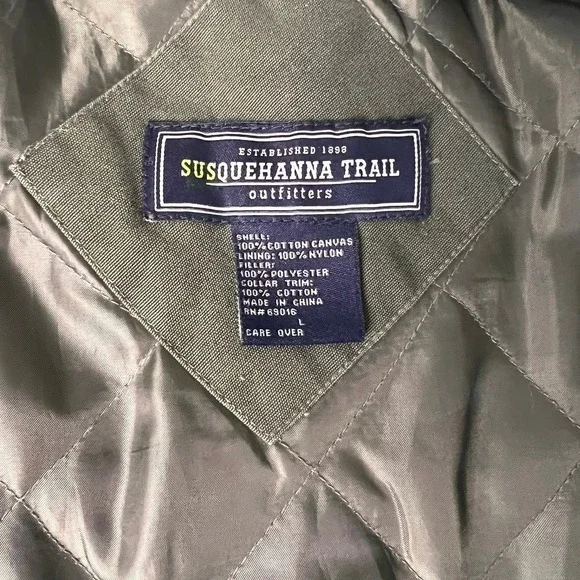 ESTABLISHED 1898
SUSQUEHANNA TRAIL
outfitters
SHELL:
100% COTTON CANVAS
LINING: 100% NYLON
FILLER:
100% POLYESTER
COLLAR TRIM:
100% COTTON
MADE IN CHINA
RN# 69016
L
CARE OVER